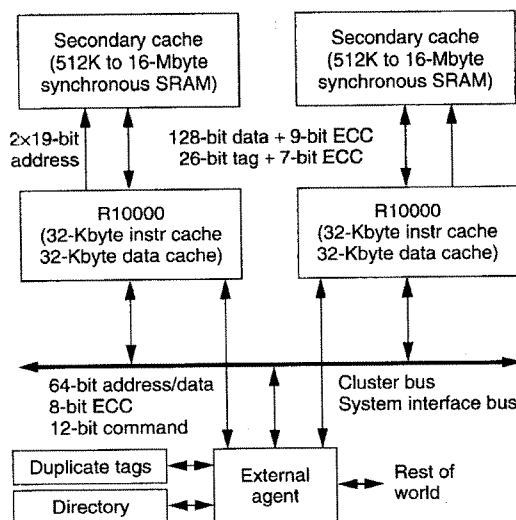 Secondary cache
(512K to 16-Mbyte
synchronous SRAM)
Secondary cache
(512K to 16-Mbyte
synchronous SRAM)
2×19-bit
address
128-bit data + 9-bit ECC
26-bit tag + 7-bit ECC
R10000
(32-Kbyte instr cache
32-Kbyte data cache)
R10000
(32-Kbyte instr cache
32-Kbyte data cache)
64-bit address/data
8-bit ECC
12-bit command
Cluster bus
System interface bus
Duplicate tags
Directory
External
agent
Rest of
world